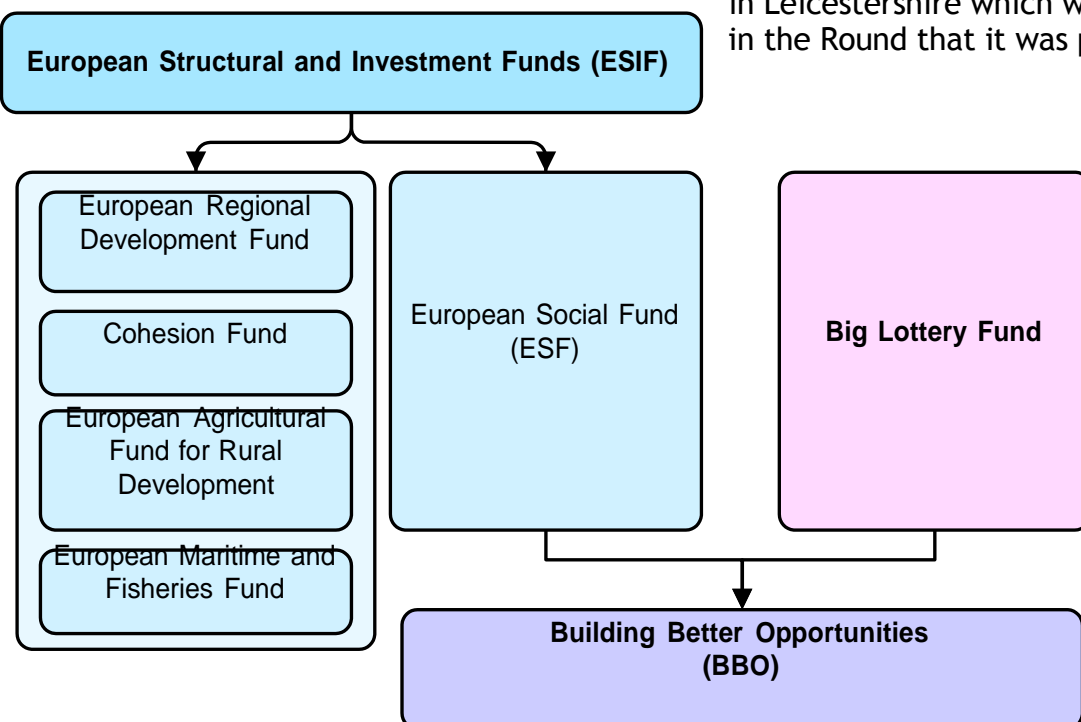 in Leicestershire which w
in the Round that it was
European Structural and Investment Funds (ESIF)
European Regional
Development Fund
Cohesion Fund
European Agricultural
Fund for Rural
Development
European Maritime and
Fisheries Fund
European Social Fund
(ESF)
Big Lottery Fund
Building Better Opportunities
(BBO)